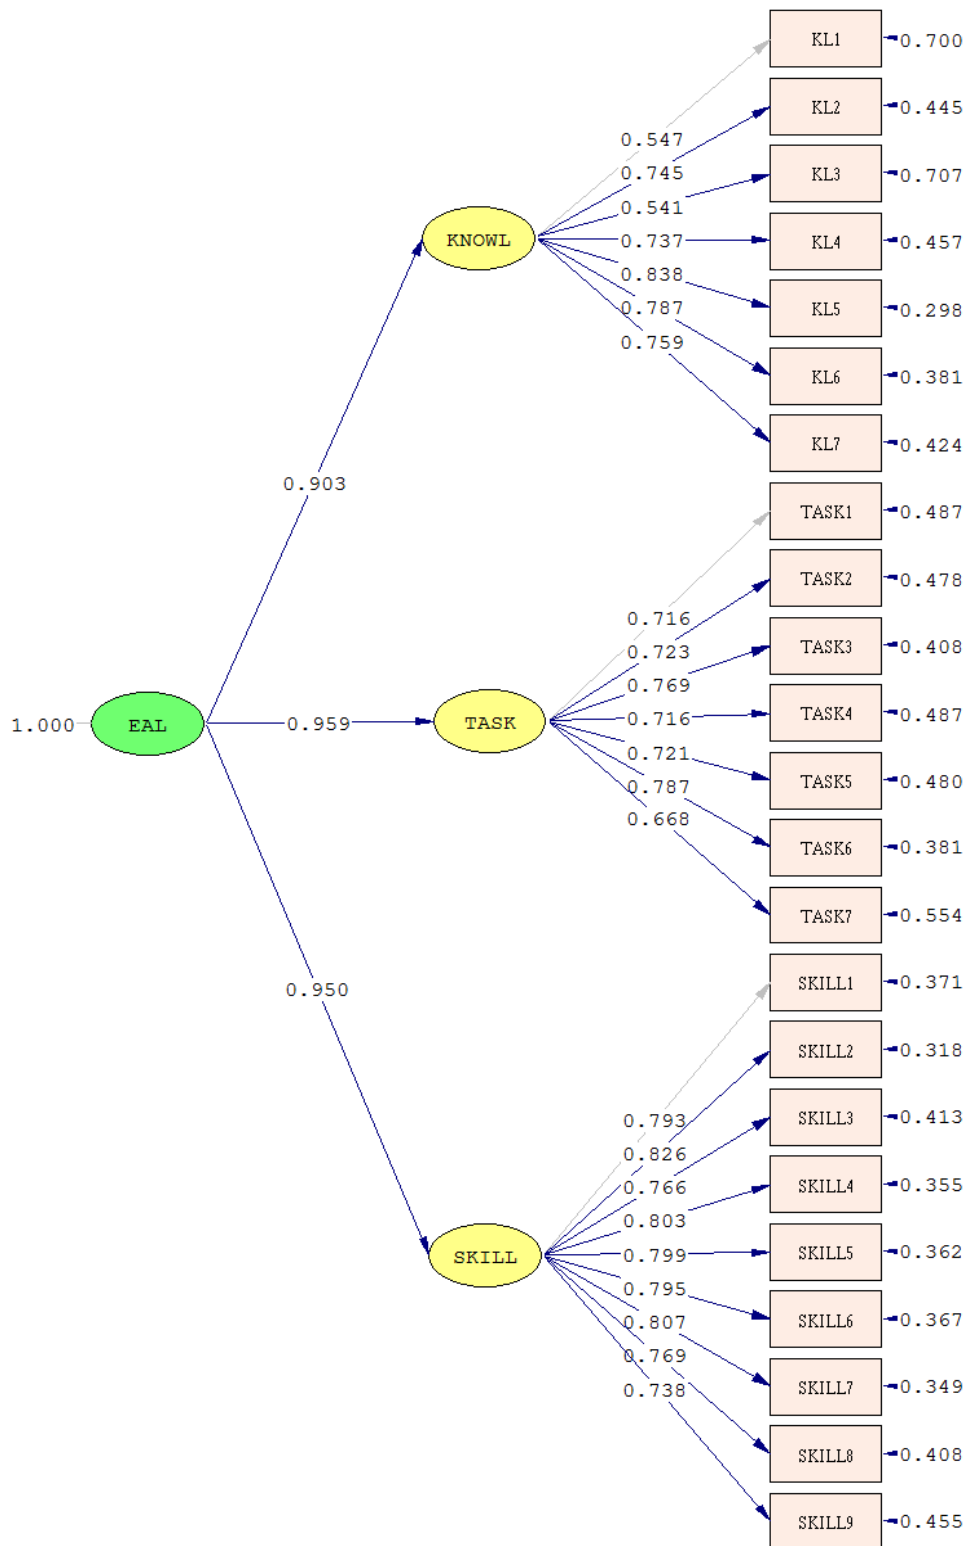 KL1 0.700
KL2 0.445
0.547
0.745
KL3 0.707
0.541
KNOWL 0.737 KL4 0.457
0.838
0.787 KL5 0.298
0.759
KL6 0.381
KL7 0.424
0.903
TASK1 0.487
TASK2 0.478
0.716
0.723 TASK3 0.408
0.769
1.000 EAL 0.959 TASK 0.716 TASK4 0.487
0.721
0.787 TASK5 0.480
0.668
TASK6 0.381
TASK7 0.554
0.950
SKILL1 0.371
SKILL2 0.318
0.793 SKILL3 0.413
0.826
0.766 SKILL4 0.355
0.803
SKILL 0.799 SKILL5 0.362
0.795
0.807 SKILL6 0.367
0.769
0.738 SKILL7 0.349
SKILL8 0.408
SKILL9 0.455